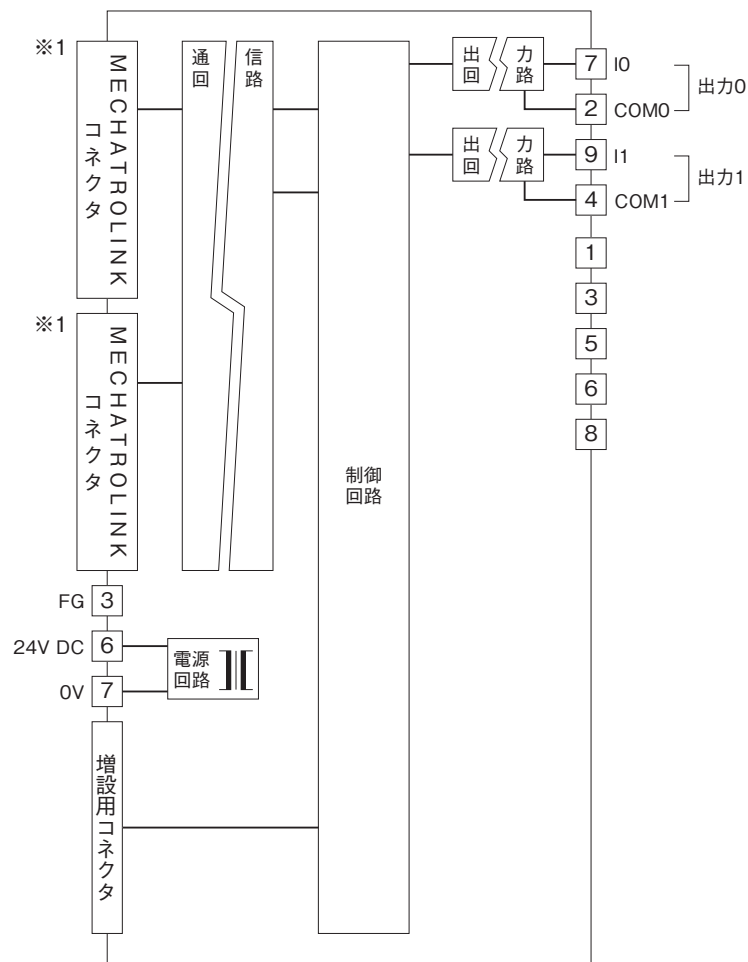 ※1
MECHATROLINK
コネクタ
※1
MECHATROLINK
コネクタ
通信
回路
制御
回路
出力
回路
出力
回路
7 I0
2 COM0
出力0
9 I1
4 COM1
出力1
1
3
5
6
8
FG 3
24V DC 6
0V 7
電源
回路
増設用コネクタ